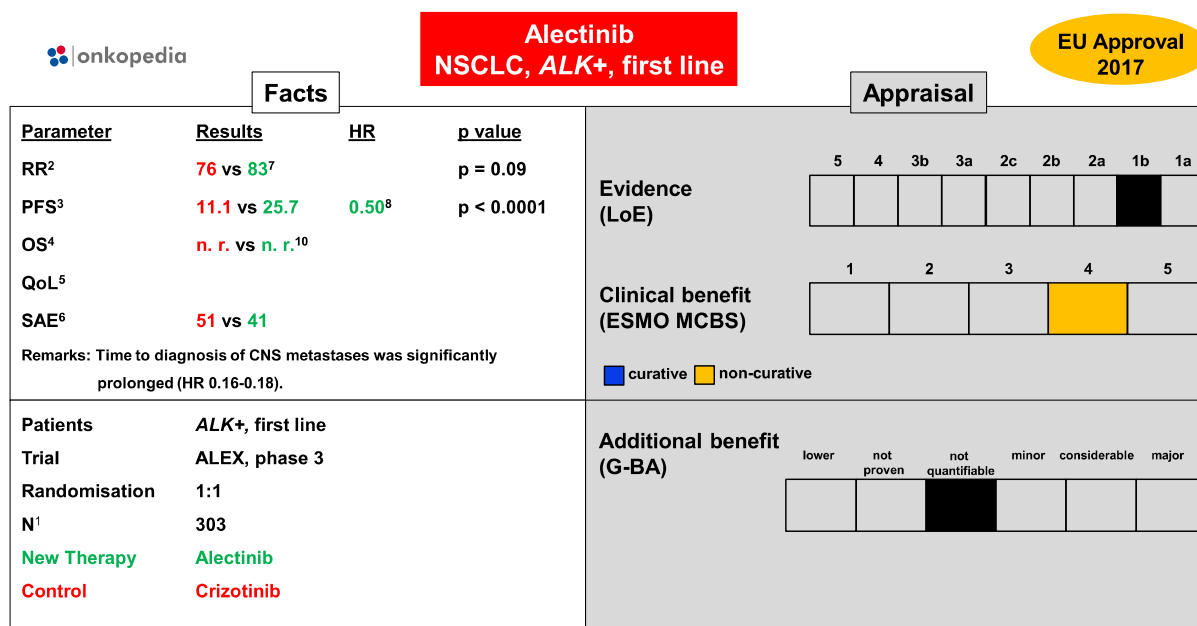 onkopedia
Alectinib
NSCLC, ALK+, first line
EU Approval
2017
Facts
Parameter Results HR p value
RR² 76 vs 83⁷ p = 0.09
PFS³ 11.1 vs 25.7 0.50⁸ p < 0.0001
OS⁴ n. r. vs n. r.¹⁰
QoL⁵
SAE⁶ 51 vs 41
Remarks: Time to diagnosis of CNS metastases was significantly
prolonged (HR 0.16-0.18).
Patients ALK+, first line
Trial ALEX, phase 3
Randomisation 1:1
N¹ 303
New Therapy Alectinib
Control Crizotinib
Appraisal
5 4 3b 3a 2c 2b 2a 1b 1a
Evidence
(LoE)
1 2 3 4 5
Clinical benefit
(ESMO MCBS)
curative non-curative
Additional benefit
(G-BA)
lower not proven not quantifiable minor considerable major